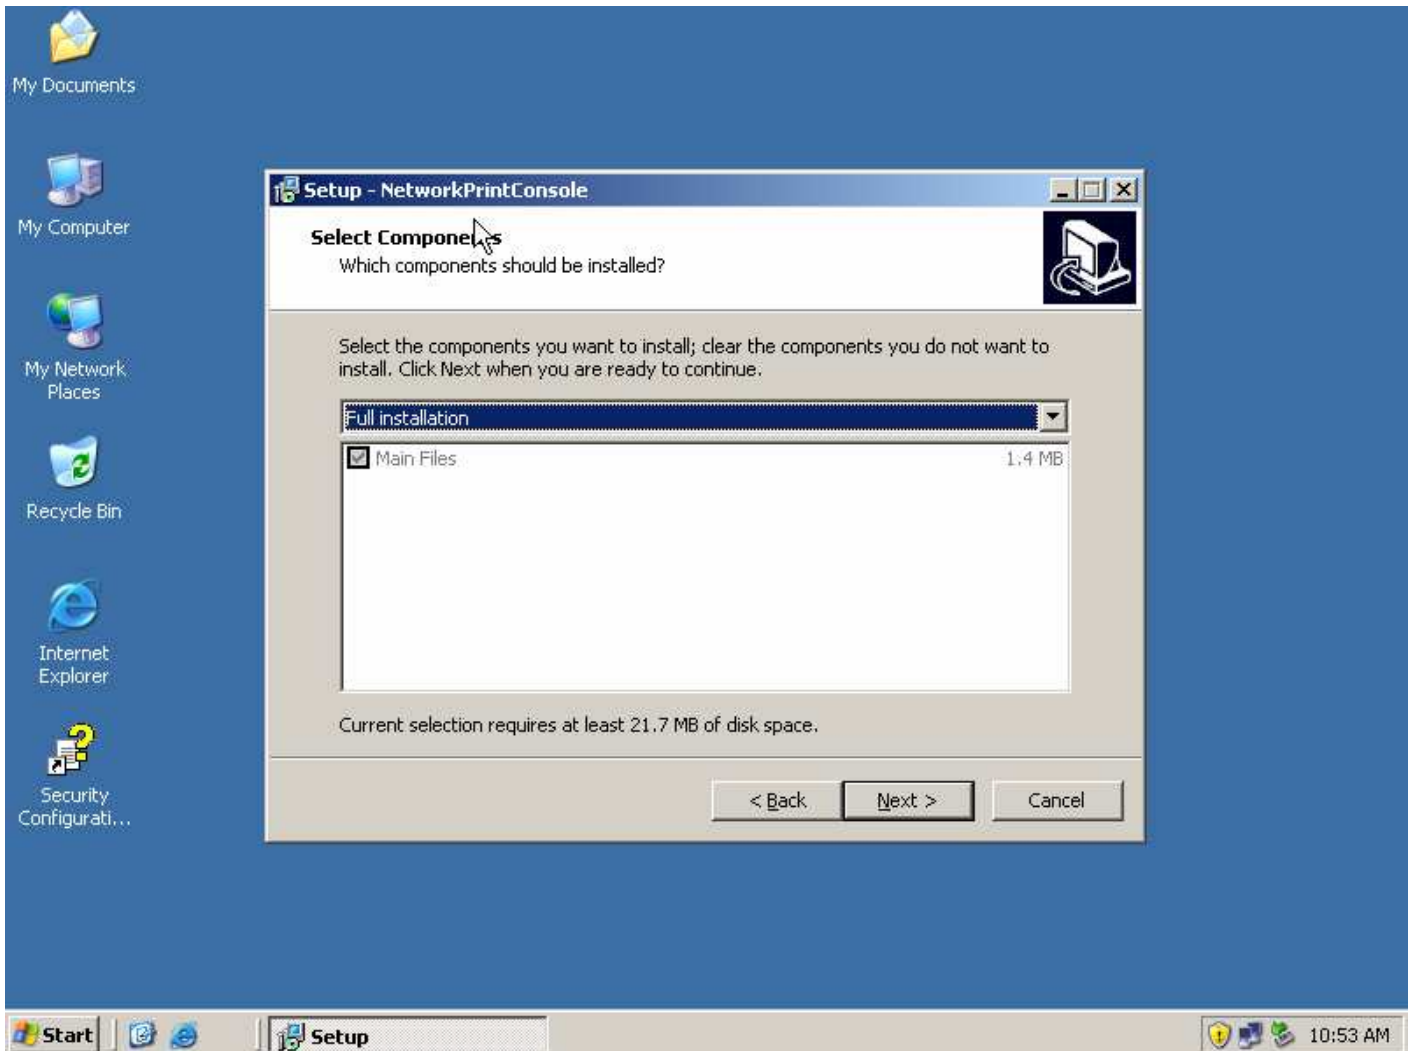 My Documents
My Computer
My Network
Places
Recycle Bin
Internet
Explorer
Security
Configurati...
Setup - NetworkPrintConsole
Select Components
Which components should be installed?
Select the components you want to install; clear the components you do not want to
install. Click Next when you are ready to continue.
Full installation
Main Files 1.4 MB
Current selection requires at least 21.7 MB of disk space.
< Back Next > Cancel
Start Setup 10:53 AM